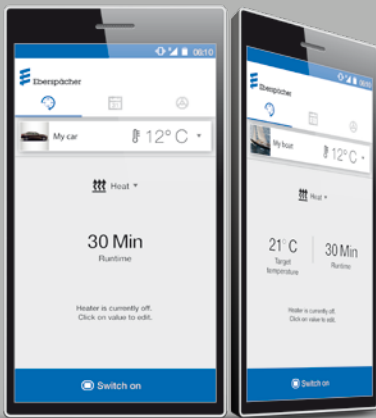 06:10
Eberspächer
My car
12° C
Heat
30 Min
Runtime
Heater is currently off.
Click on value to edit.
Switch on
06:10
Eberspächer
My boat
12° C
Heat
21° C
Target
temperature
30 Min
Runtime
Heater is currently off.
Click on value to edit.
Switch on